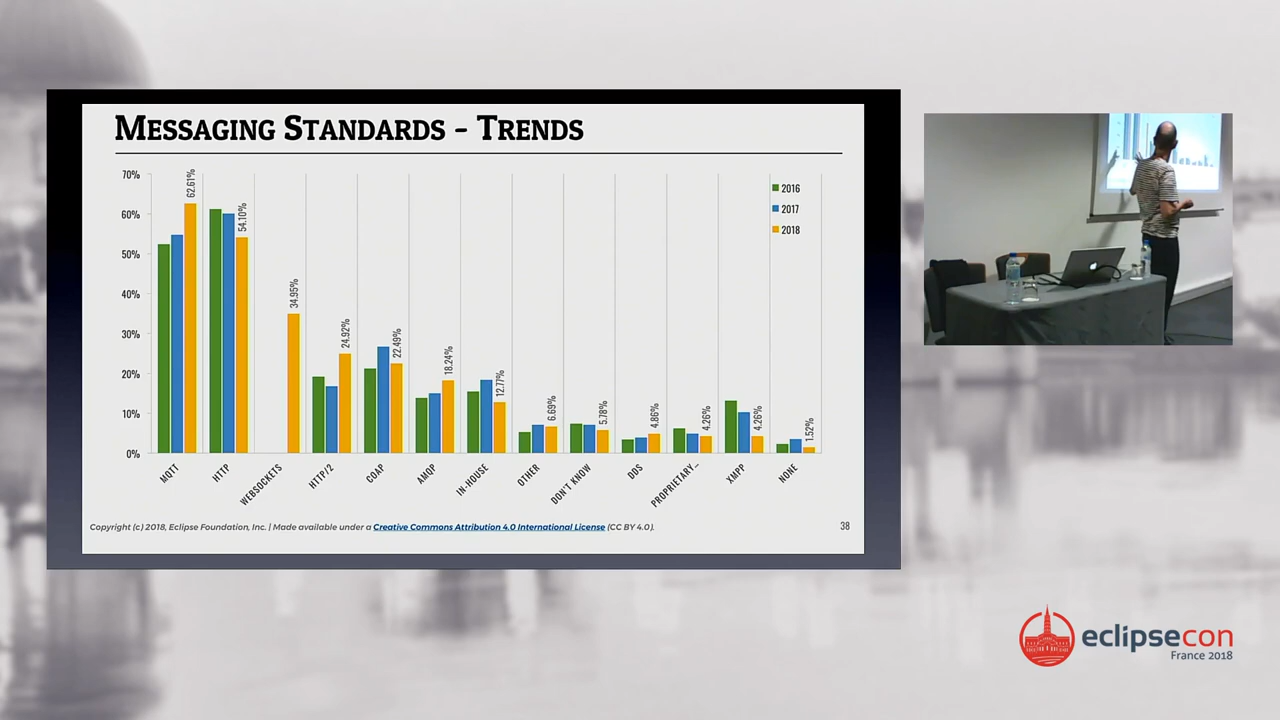 MESSAGING STANDARDS - TRENDS
70%
60%
50%
40%
30%
20%
10%
0%
62.61%
54.10%
34.95%
24.92%
22.49%
18.24%
12.77%
6.69%
5.78%
4.86%
4.26%
4.26%
1.52%
2016
2017
2018
MQTT
HTTP
WEBSOCKETS
HTTP/2
COAP
AMQP
IN-HOUSE
OTHER
DON'T KNOW
DDS
PROPRIETARY...
XMPP
NONE
Copyright (c) 2018, Eclipse Foundation, Inc. | Made available under a Creative Commons Attribution 4.0 International License (CC BY 4.0).
38
eclipsecon
France 2018